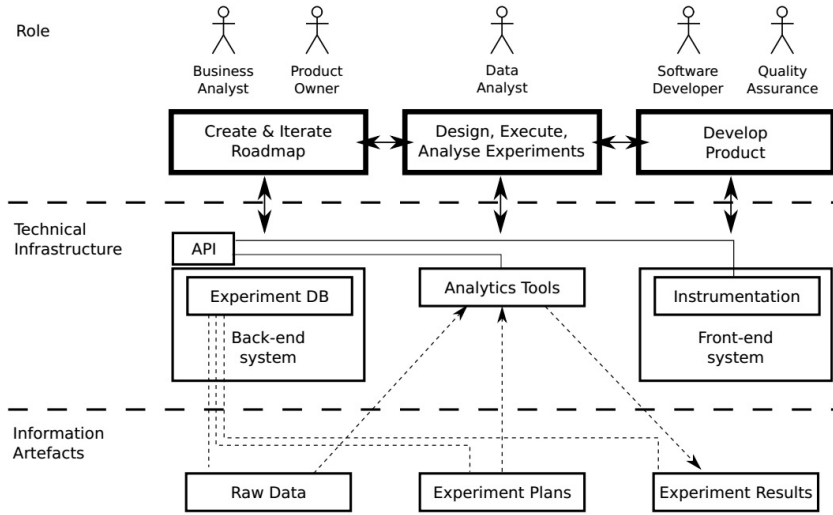 Role
Business
Analyst
Product
Owner
Data
Analyst
Software
Developer
Quality
Assurance
Create & Iterate
Roadmap
Design, Execute,
Analyse Experiments
Develop
Product
Technical
Infrastructure
API
Experiment DB
Back-end
system
Analytics Tools
Instrumentation
Front-end
system
Information
Artefacts
Raw Data
Experiment Plans
Experiment Results